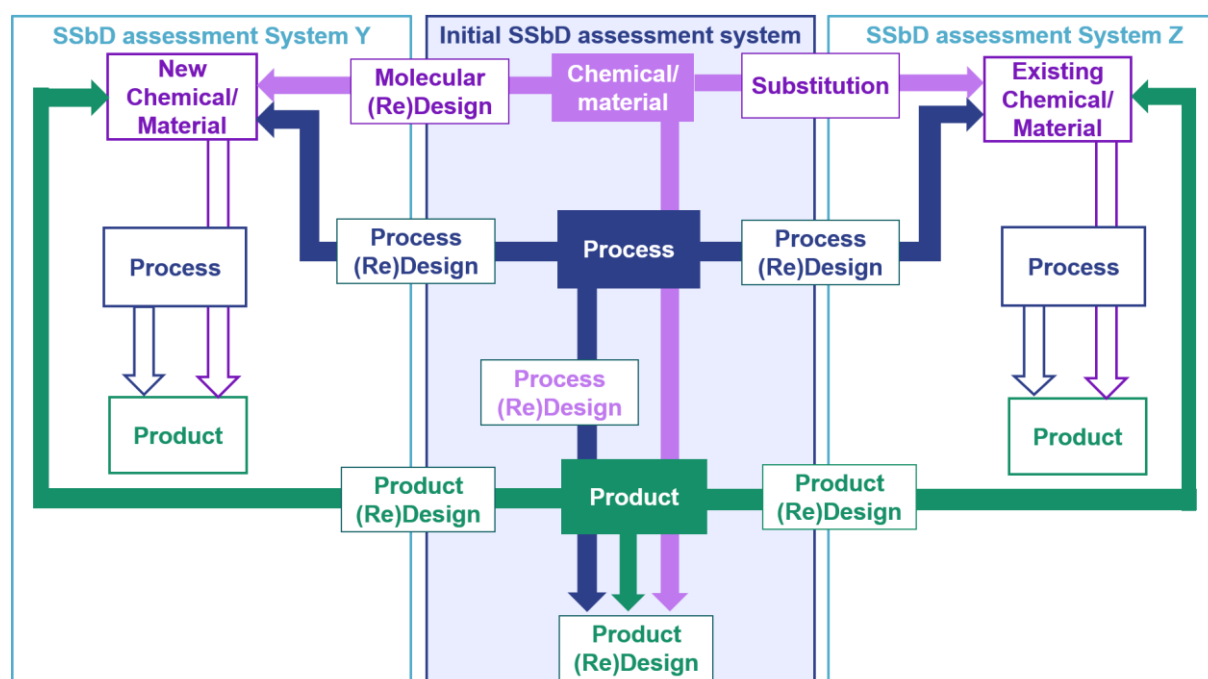 SSbD assessment System Y
Initial SSbD assessment system
SSbD assessment System Z
New
Chemical/
Material
Molecular
(Re)Design
Chemical/
material
Substitution
Existing
Chemical/
Material
Process
Process
(Re)Design
Process
Process
(Re)Design
Process
Process
(Re)Design
Product
Product
Product
(Re)Design
Product
Product
(Re)Design
Product
(Re)Design